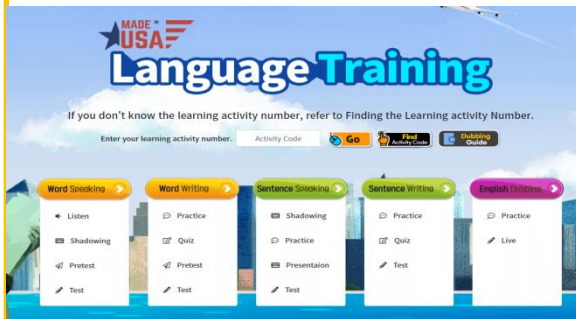 MADE IN
USA
Language Training
If you don't know the learning activity number, refer to Finding the Learning activity Number.
Enter your learning activity number. Activity Code Go Find Activity Code Dubbing Guide
Word Speaking
Listen
Shadowing
Pretest
Test
Word Writing
Practice
Quiz
Pretest
Test
Sentence Speaking
Shadowing
Practice
Presentaion
Test
Sentence Writing
Practice
Quiz
Test
English Dubbing
Practice
Live